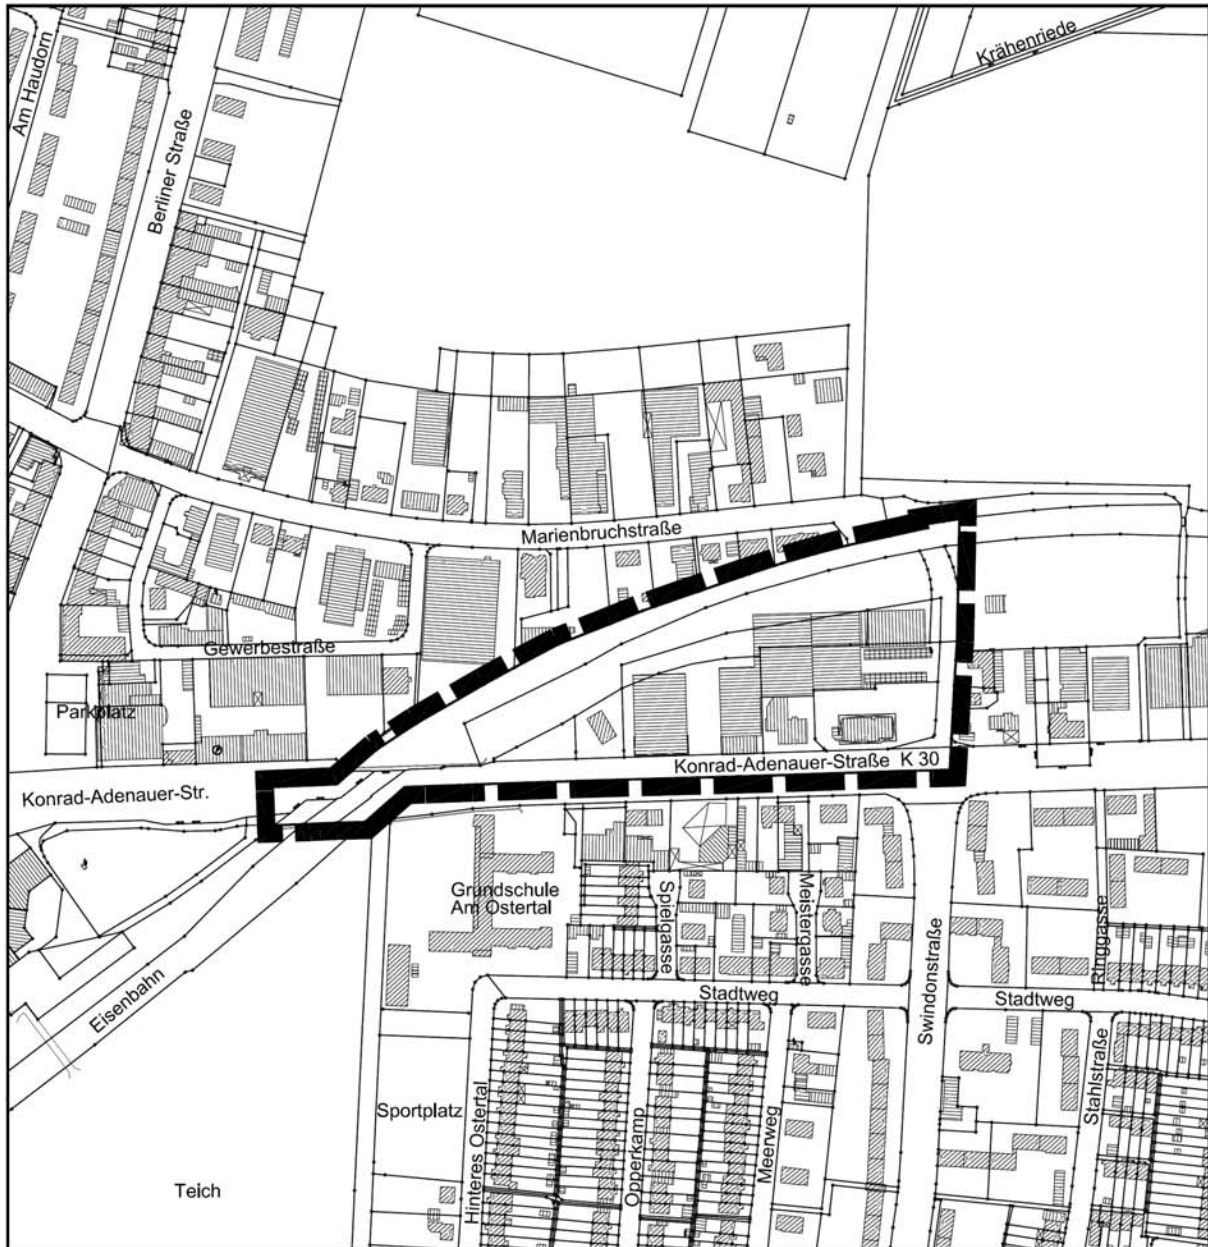 Krähenriede
Am Haudorn
Berliner Straße
Marienbruchstraße
Gewerbestraße
Parkplatz
Konrad-Adenauer-Straße K 30
Konrad-Adenauer-Str.
Grundschule
Am Ostertal
Spielgasse
Meistergasse
Swindonstraße
Ringgasse
Eisenbahn
Stadtweg
Stadtweg
Stahlstraße
Sportplatz
Hinteres Ostertal
Opperkamp
Meerweg
Teich